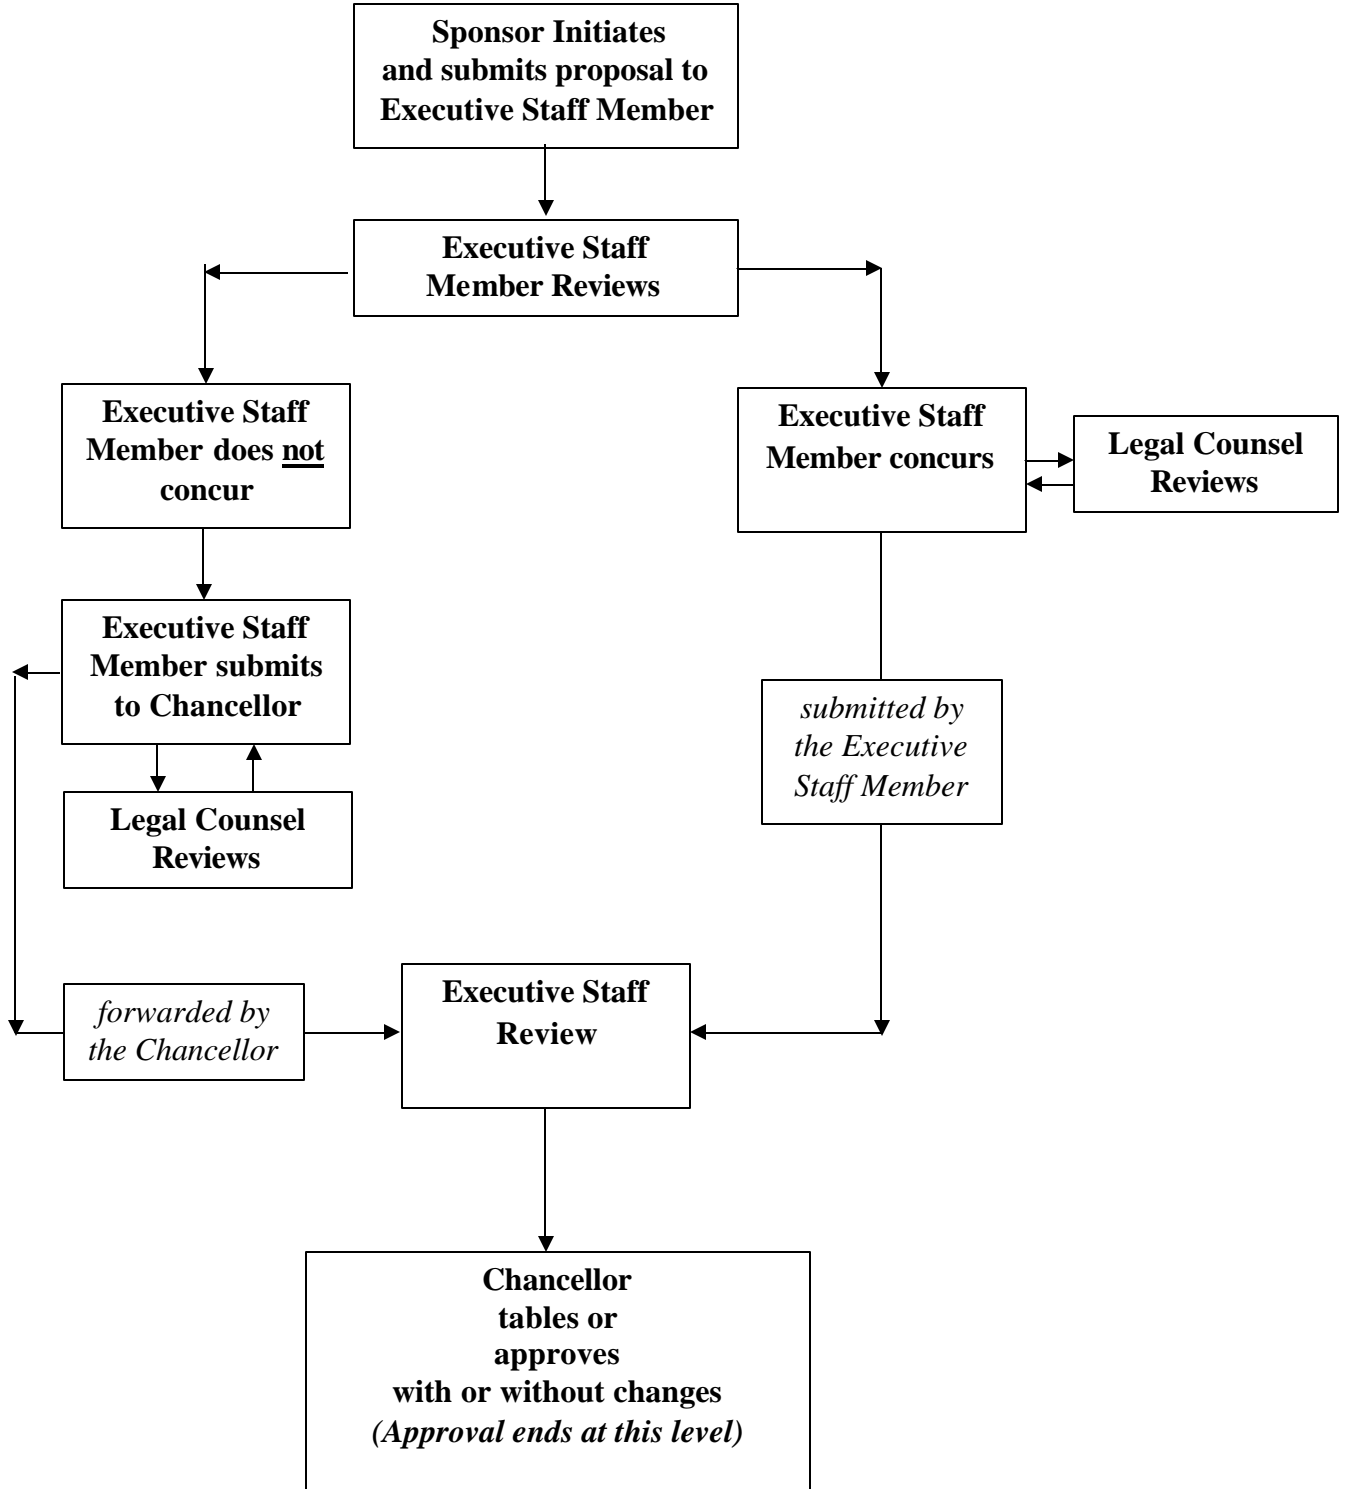 Sponsor Initiates
and submits proposal to
Executive Staff Member
Executive Staff
Member Reviews
Executive Staff
Member does not
concur
Executive Staff
Member concurs
Legal Counsel
Reviews
Executive Staff
Member submits
to Chancellor
submitted by
the Executive
Staff Member
Legal Counsel
Reviews
forwarded by
the Chancellor
Executive Staff
Review
Chancellor
tables or
approves
with or without changes
(Approval ends at this level)